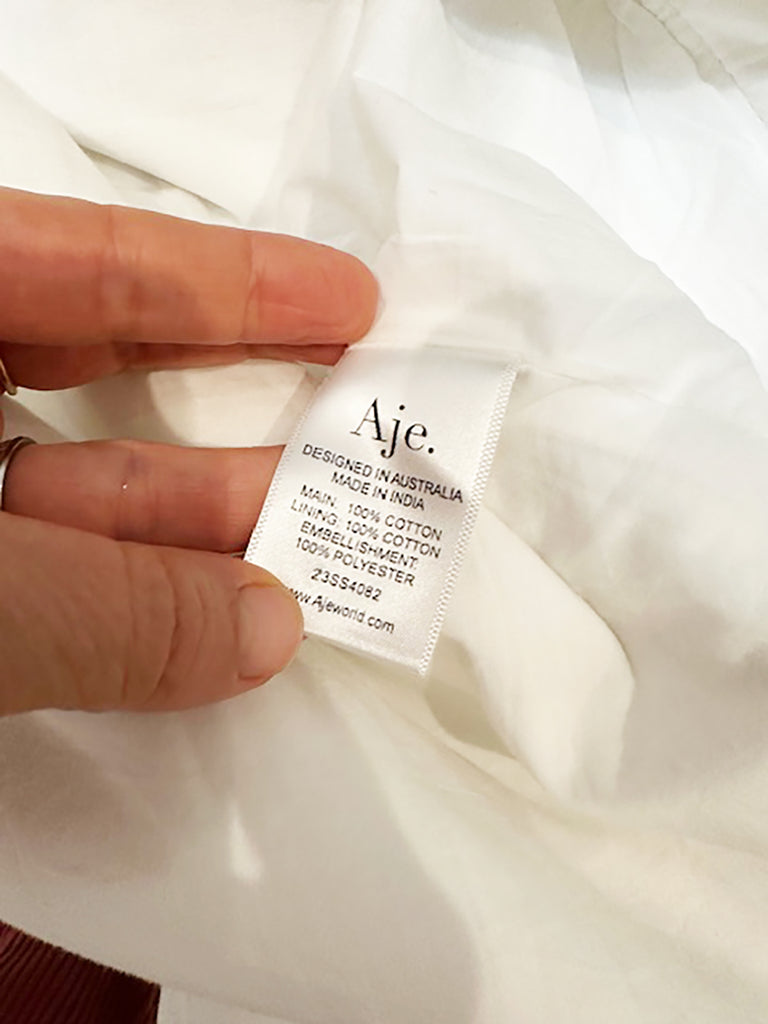 Aje.
DESIGNED IN AUSTRALIA
MADE IN INDIA
MAIN: 100% COTTON
LINING: 100% COTTON
EMBELLISHMENT:
100% POLYESTER
23SS4082
www.Ajeworld.com